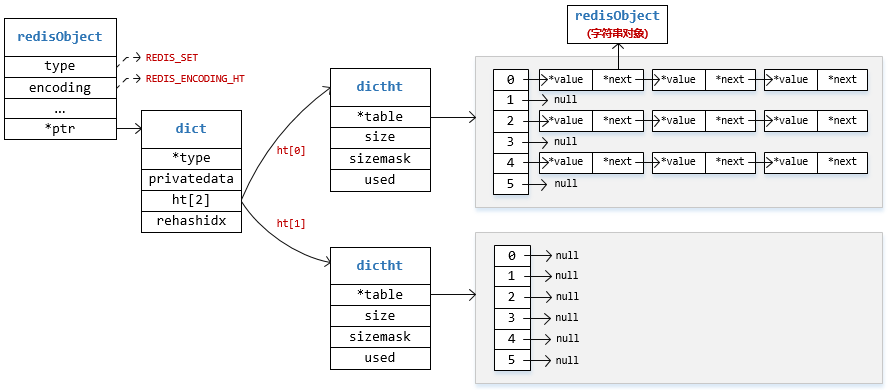 redisObject
type
encoding
...
*ptr
REDIS_SET
REDIS_ENCODING_HT
dict
*type
privatedata
ht[2]
rehashidx
ht[0]
ht[1]
dictht
*table
size
sizemask
used
redisObject
(字符串对象)
0 *value *next *value *next *value *next
1 null
2 *value *next *value *next *value *next
3 null
4 *value *next *value *next *value *next
5 null
dictht
*table
size
sizemask
used
0 null
1 null
2 null
3 null
4 null
5 null